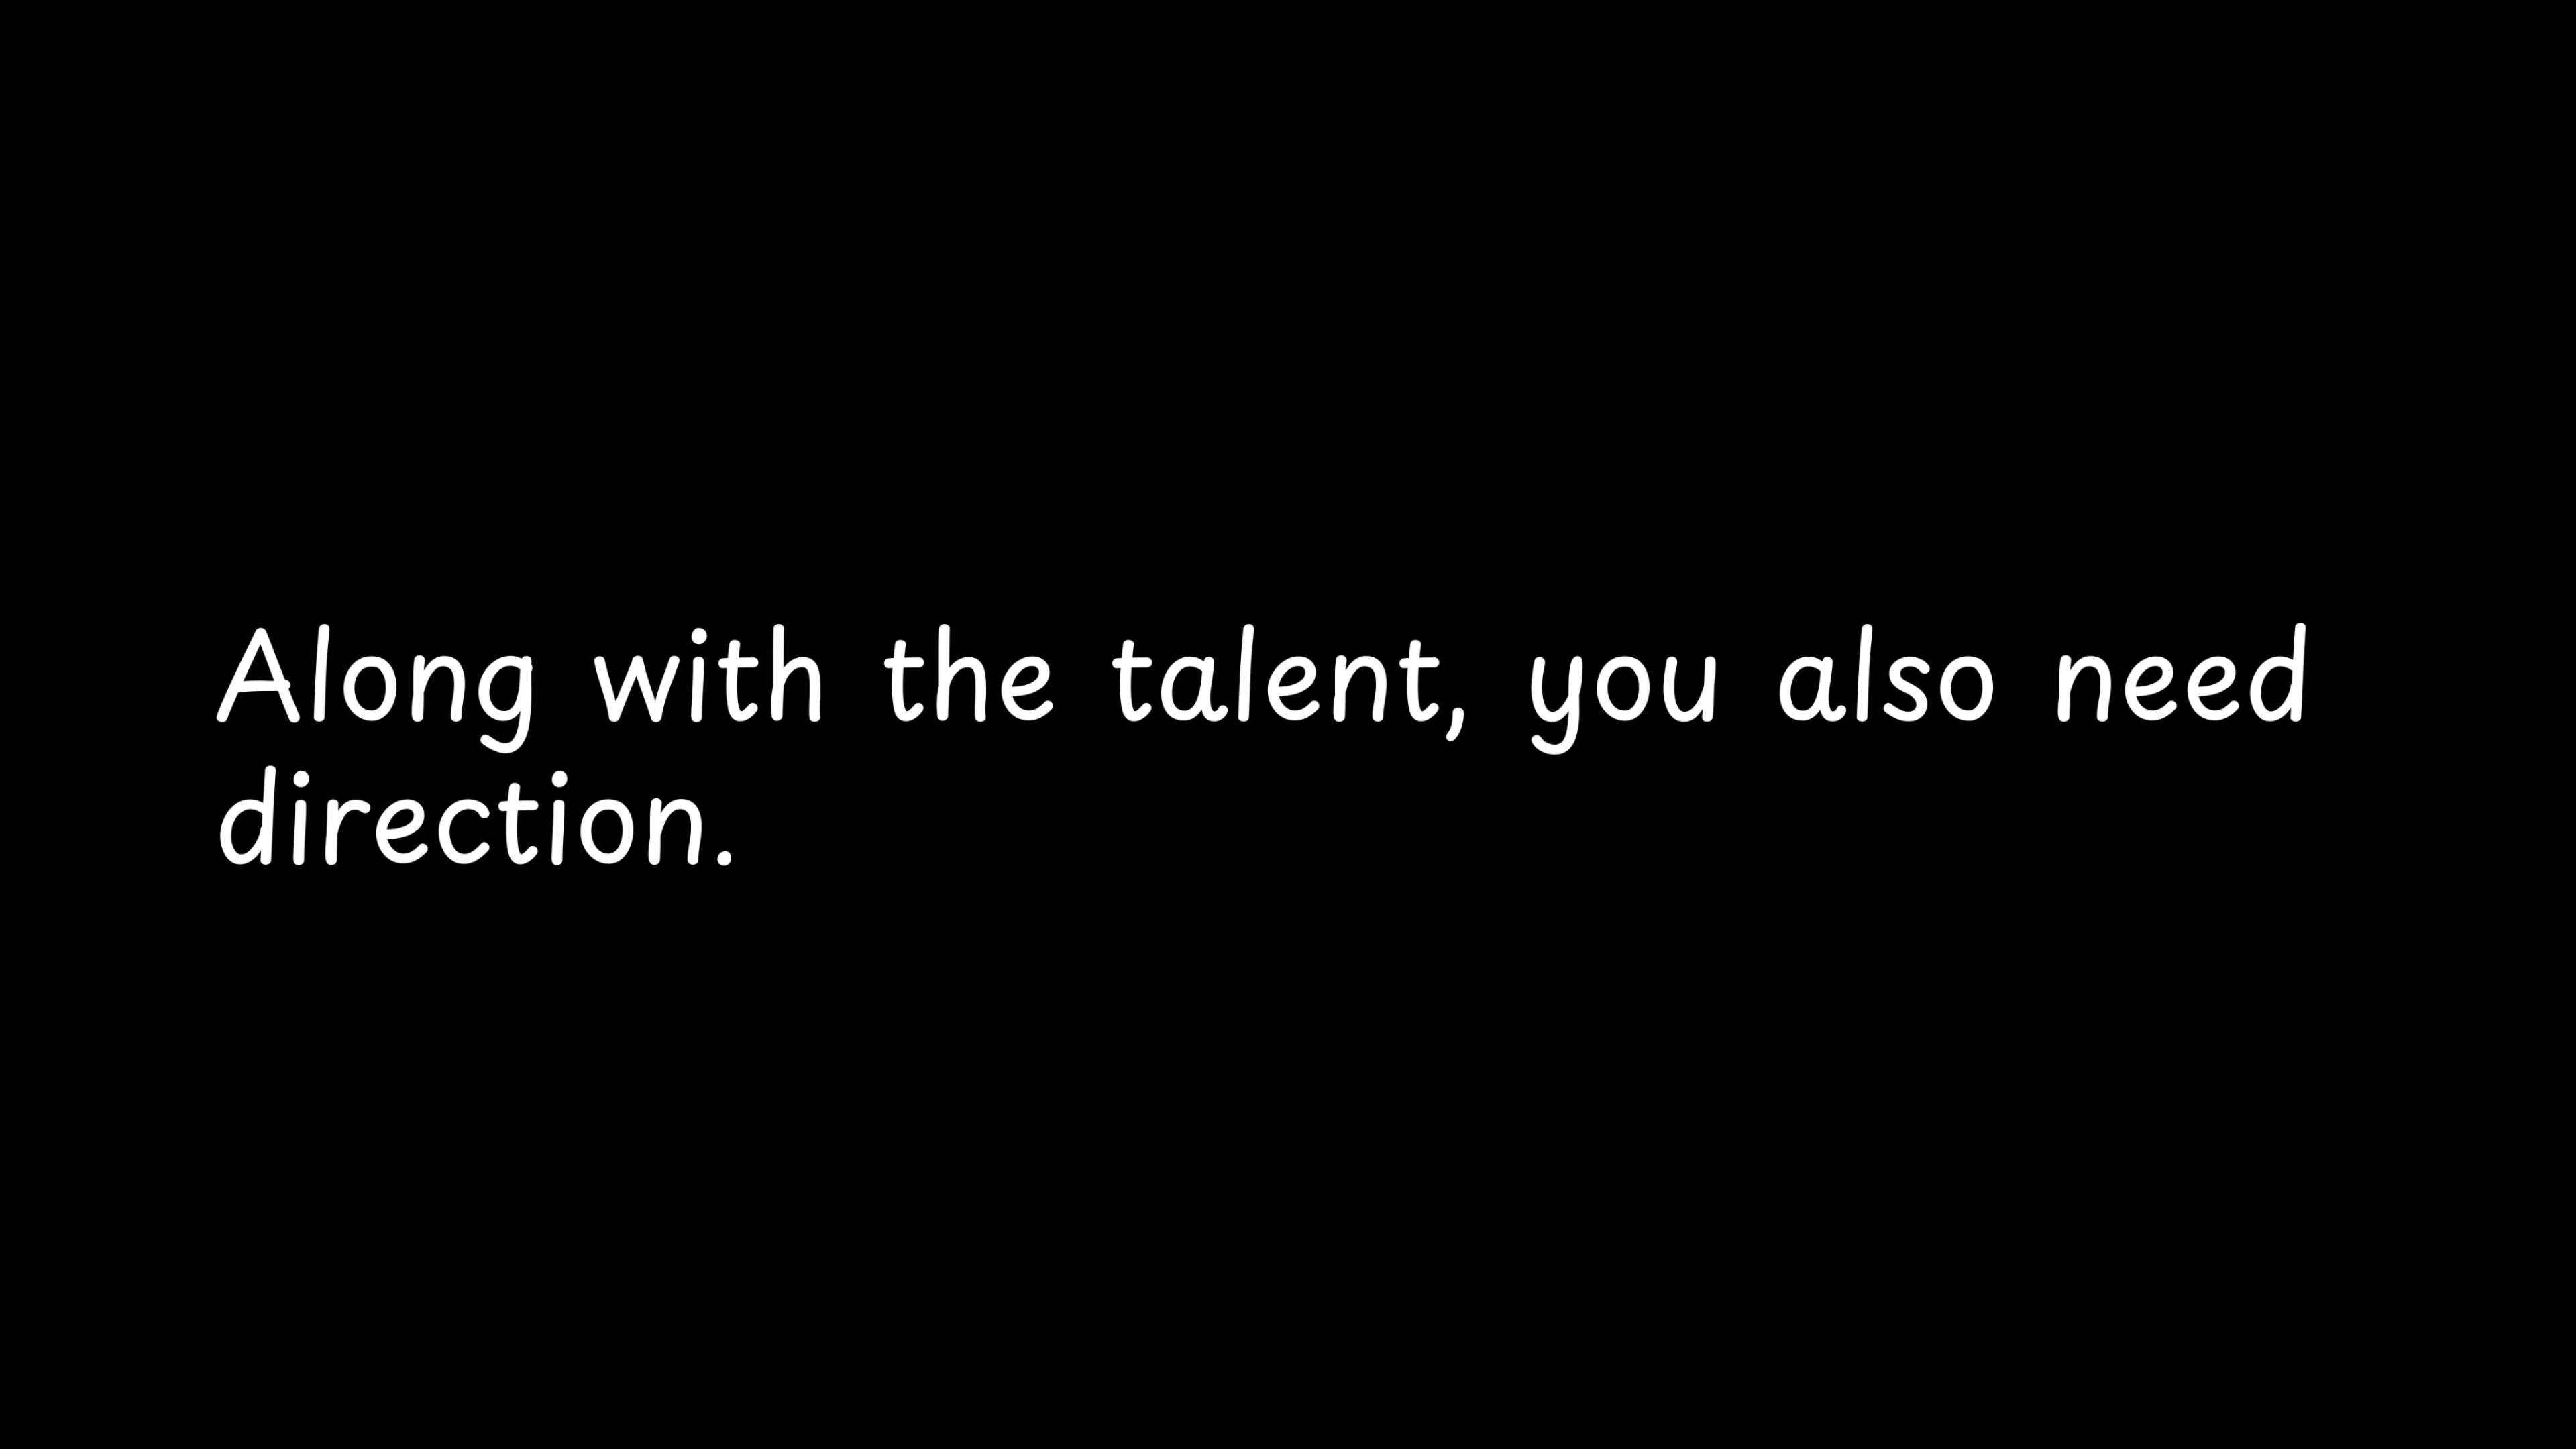 Along with the talent, you also need
direction.